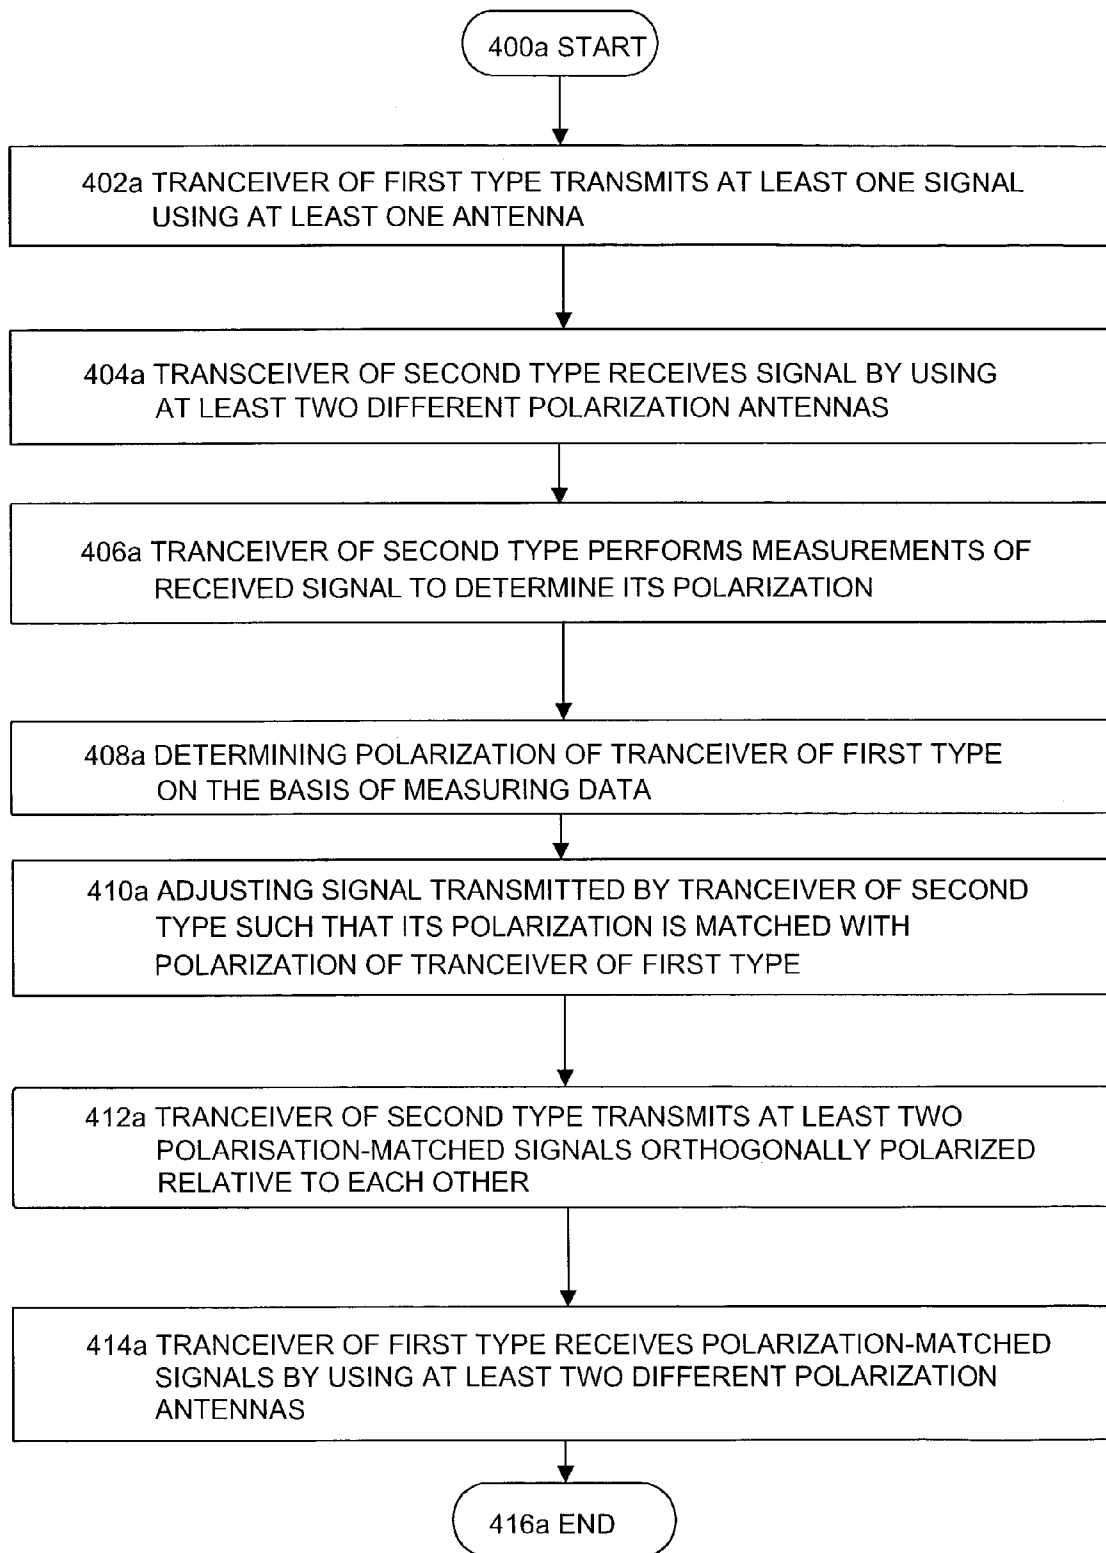 400a START
402a TRANCEIVER OF FIRST TYPE TRANSMITS AT LEAST ONE SIGNAL
USING AT LEAST ONE ANTENNA
404a TRANSCEIVER OF SECOND TYPE RECEIVES SIGNAL BY USING
AT LEAST TWO DIFFERENT POLARIZATION ANTENNAS
406a TRANCEIVER OF SECOND TYPE PERFORMS MEASUREMENTS OF
RECEIVED SIGNAL TO DETERMINE ITS POLARIZATION
408a DETERMINING POLARIZATION OF TRANCEIVER OF FIRST TYPE
ON THE BASIS OF MEASURING DATA
410a ADJUSTING SIGNAL TRANSMITTED BY TRANCEIVER OF SECOND
TYPE SUCH THAT ITS POLARIZATION IS MATCHED WITH
POLARIZATION OF TRANCEIVER OF FIRST TYPE
412a TRANCEIVER OF SECOND TYPE TRANSMITS AT LEAST TWO
POLARISATION-MATCHED SIGNALS ORTHOGONALLY POLARIZED
RELATIVE TO EACH OTHER
414a TRANCEIVER OF FIRST TYPE RECEIVES POLARIZATION-MATCHED
SIGNALS BY USING AT LEAST TWO DIFFERENT POLARIZATION
ANTENNAS
416a END